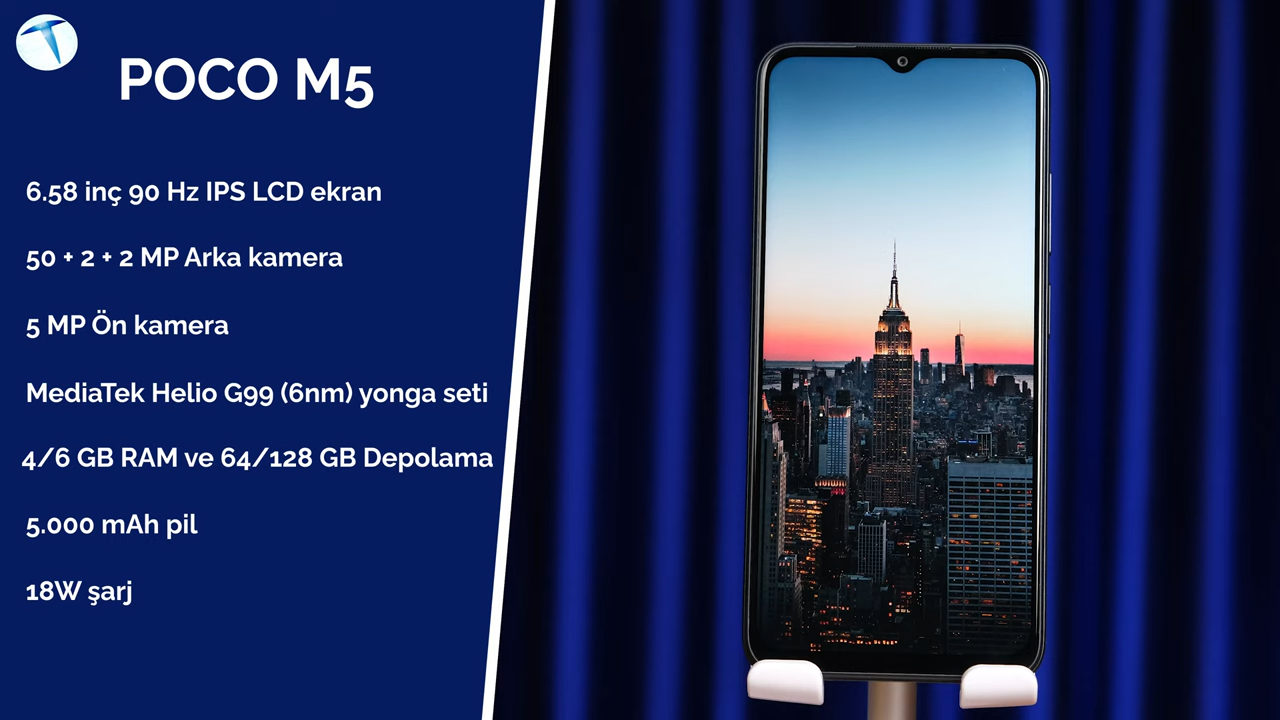 POCO M5
6.58 inç 90 Hz IPS LCD ekran
50 + 2 + 2 MP Arka kamera
5 MP Ön kamera
MediaTek Helio G99 (6nm) yonga seti
4/6 GB RAM ve 64/128 GB Depolama
5.000 mAh pil
18W şarj